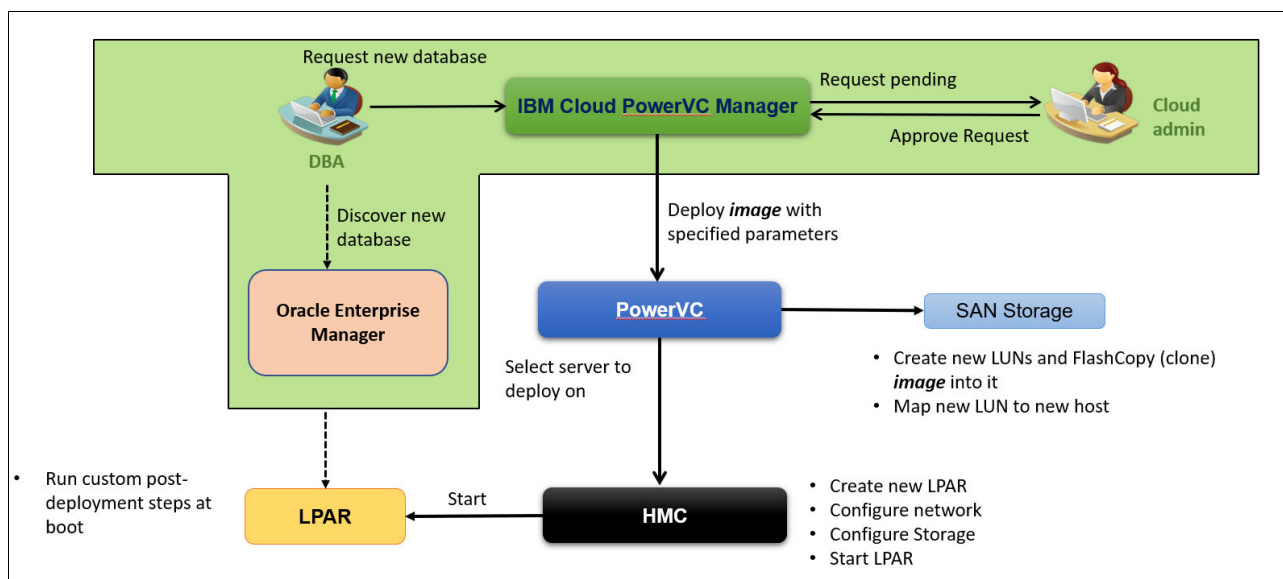 Request new database
DBA
IBM Cloud PowerVC Manager
Request pending
Approve Request
Cloud
admin
Discover new
database
Deploy image with
specified parameters
Oracle Enterprise
Manager
PowerVC
SAN Storage
Select server to
deploy on
• Create new LUNs and FlashCopy (clone)
image into it
• Map new LUN to new host
• Run custom post-
deployment steps at
boot
LPAR
Start
HMC
• Create new LPAR
• Configure network
• Configure Storage
• Start LPAR